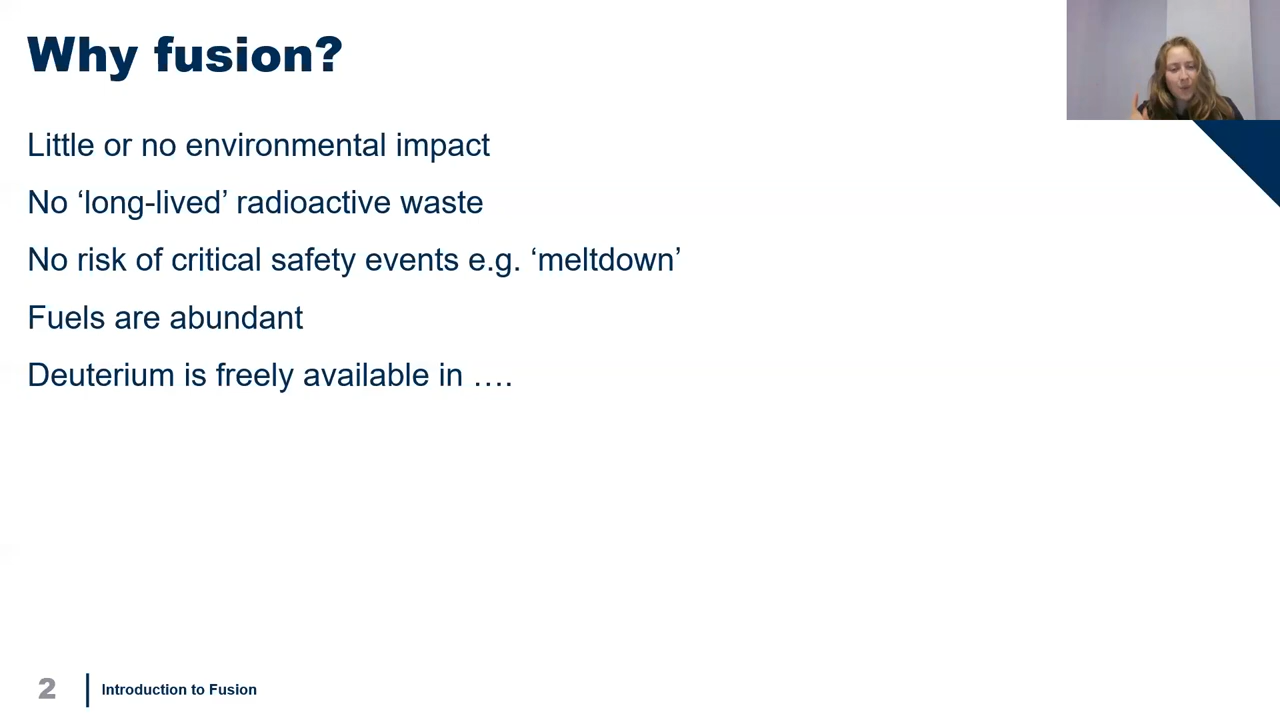 Why fusion?
Little or no environmental impact
No ‘long-lived’ radioactive waste
No risk of critical safety events e.g. ‘meltdown’
Fuels are abundant
Deuterium is freely available in ….
2
Introduction to Fusion